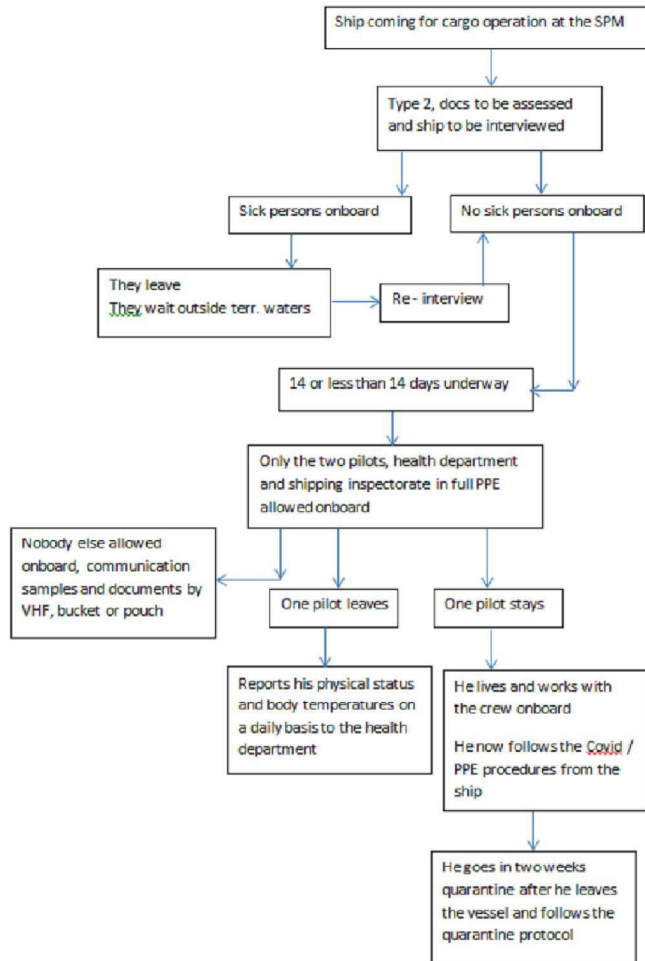 Ship coming for cargo operation at the SPM
Type 2, docs to be assessed
and ship to be interviewed
Sick persons onboard
No sick persons onboard
They leave
They wait outside terr. waters
Re - interview
14 or less than 14 days underway
Only the two pilots, health department
and shipping inspectorate in full PPE
allowed onboard
Nobody else allowed
onboard, communication
samples and documents by
VHF, bucket or pouch
One pilot leaves
One pilot stays
Reports his physical status
and body temperatures on
a daily basis to the health
department
He lives and works with
the crew onboard
He now follows the Covid /
PPE procedures from the
ship
He goes in two weeks
quarantine after he leaves
the vessel and follows the
quarantine protocol